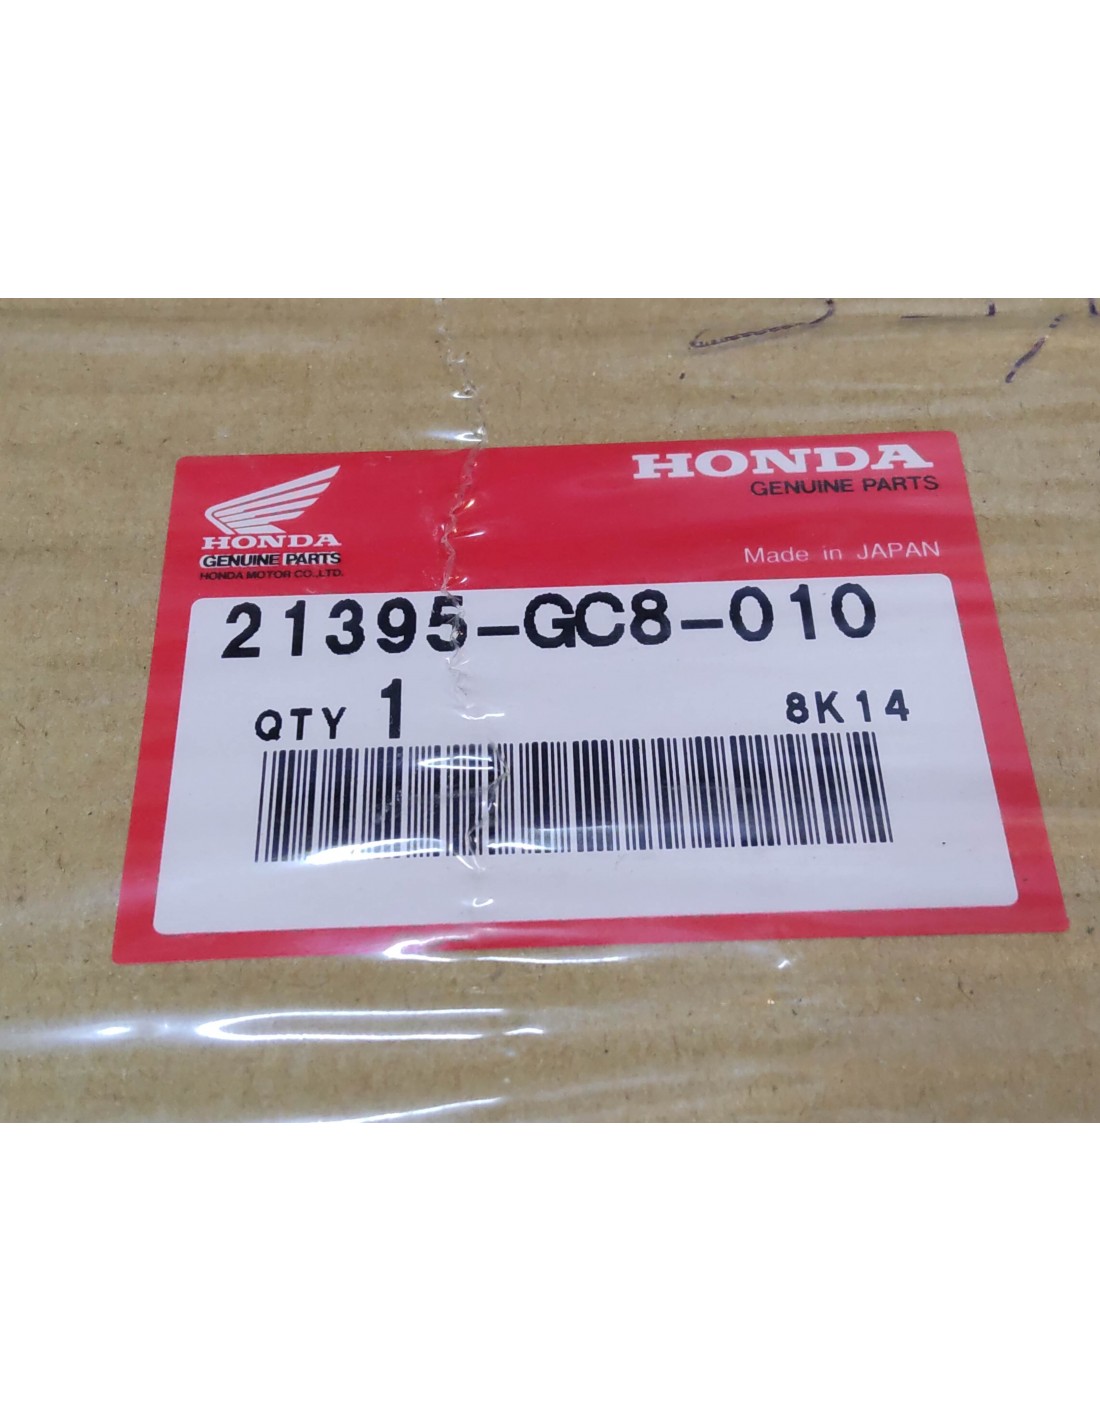 HONDA
GENUINE PARTS
HONDA MOTOR CO.,LTD.
HONDA
GENUINE PARTS
Made in JAPAN
21395-GC8-010
QTY 1
8K14